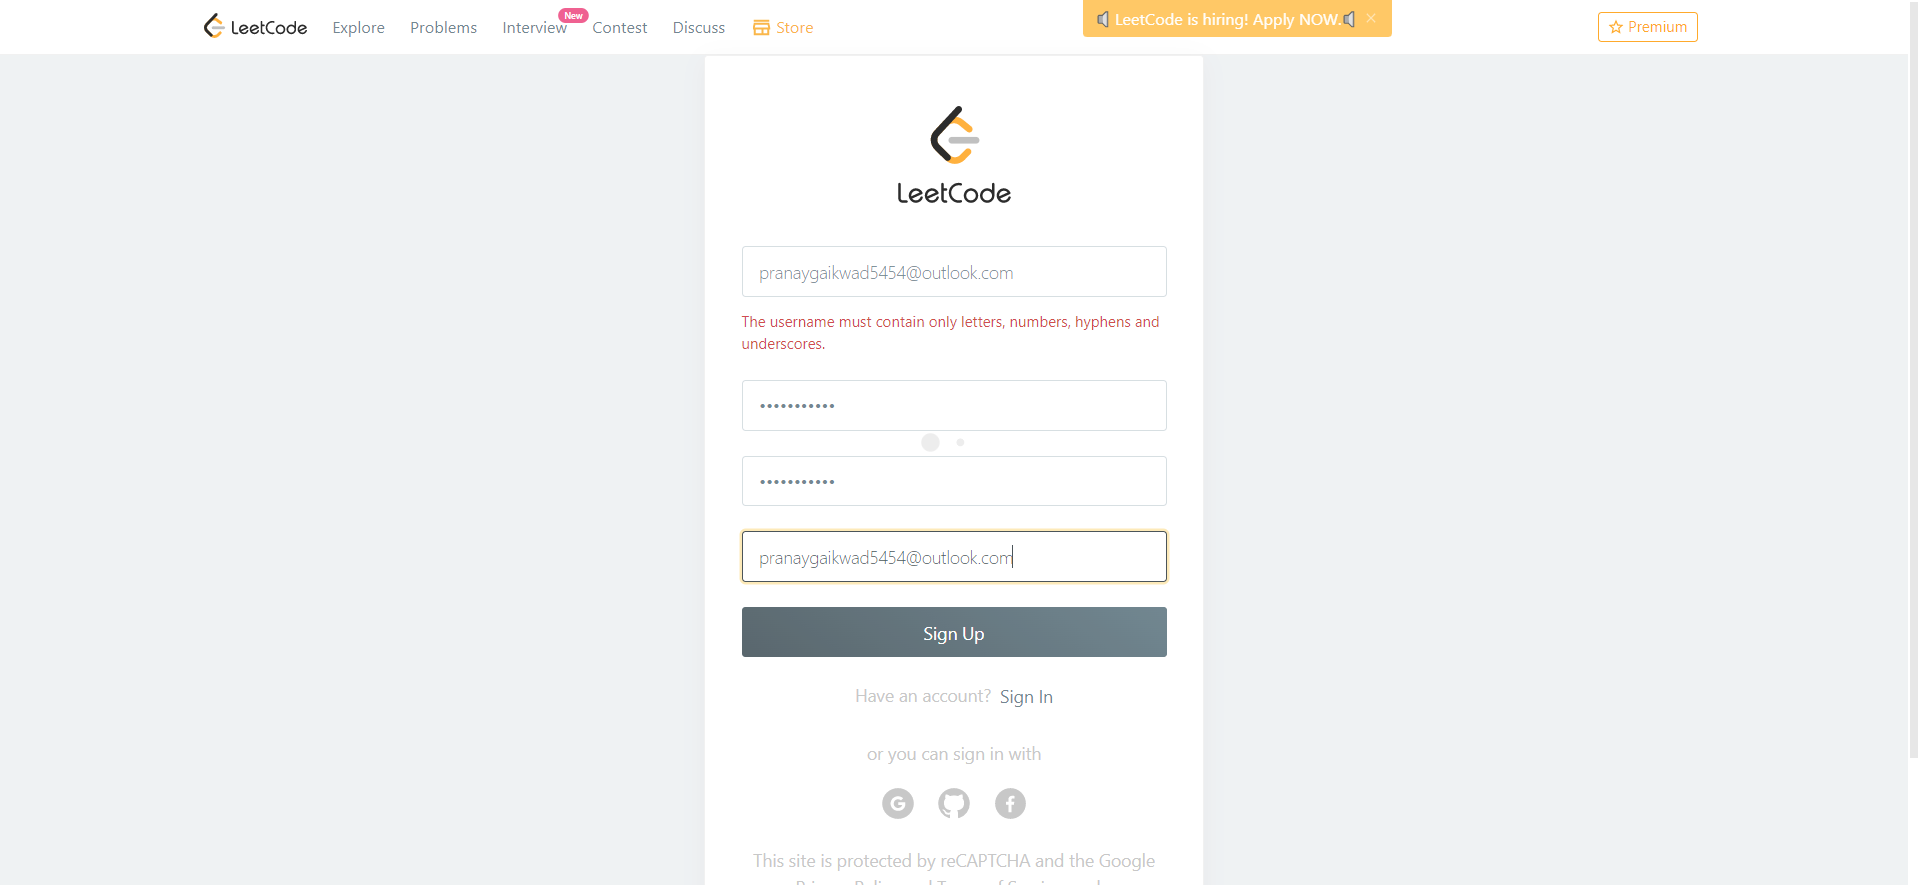 LeetCode Explore Problems Interview New Contest Discuss Store LeetCode is hiring! Apply NOW. Premium
LeetCode
pranaygaikwad5454@outlook.com
The username must contain only letters, numbers, hyphens and
underscores.
•••••••••••
•••••••••••
pranaygaikwad5454@outlook.com
Sign Up
Have an account? Sign In
or you can sign in with
This site is protected by reCAPTCHA and the Google